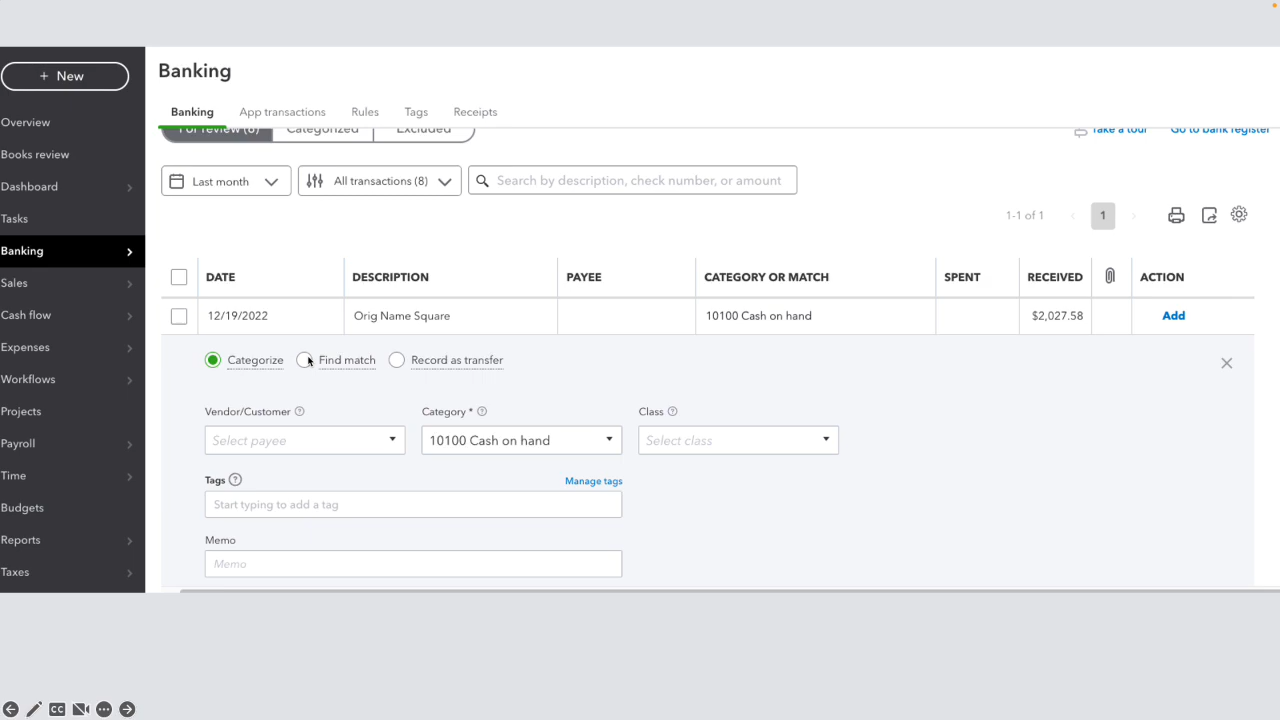 + New
Banking
Overview
Books review
Dashboard
Tasks
Banking
Sales
Cash flow
Expenses
Workflows
Projects
Payroll
Time
Budgets
Reports
Taxes
Banking App transactions Rules Tags Receipts
For review (8) Categorized Excluded Take a tour Go to bank register
Last month All transactions (8) Search by description, check number, or amount
1-1 of 1 < 1 >
DATE DESCRIPTION PAYEE CATEGORY OR MATCH SPENT RECEIVED ACTION
12/19/2022 Orig Name Square 10100 Cash on hand $2,027.58 Add
Categorize Find match Record as transfer
Vendor/Customer ? Category * ? Class ?
Select payee 10100 Cash on hand Select class
Tags ? Manage tags
Start typing to add a tag
Memo
Memo
CC